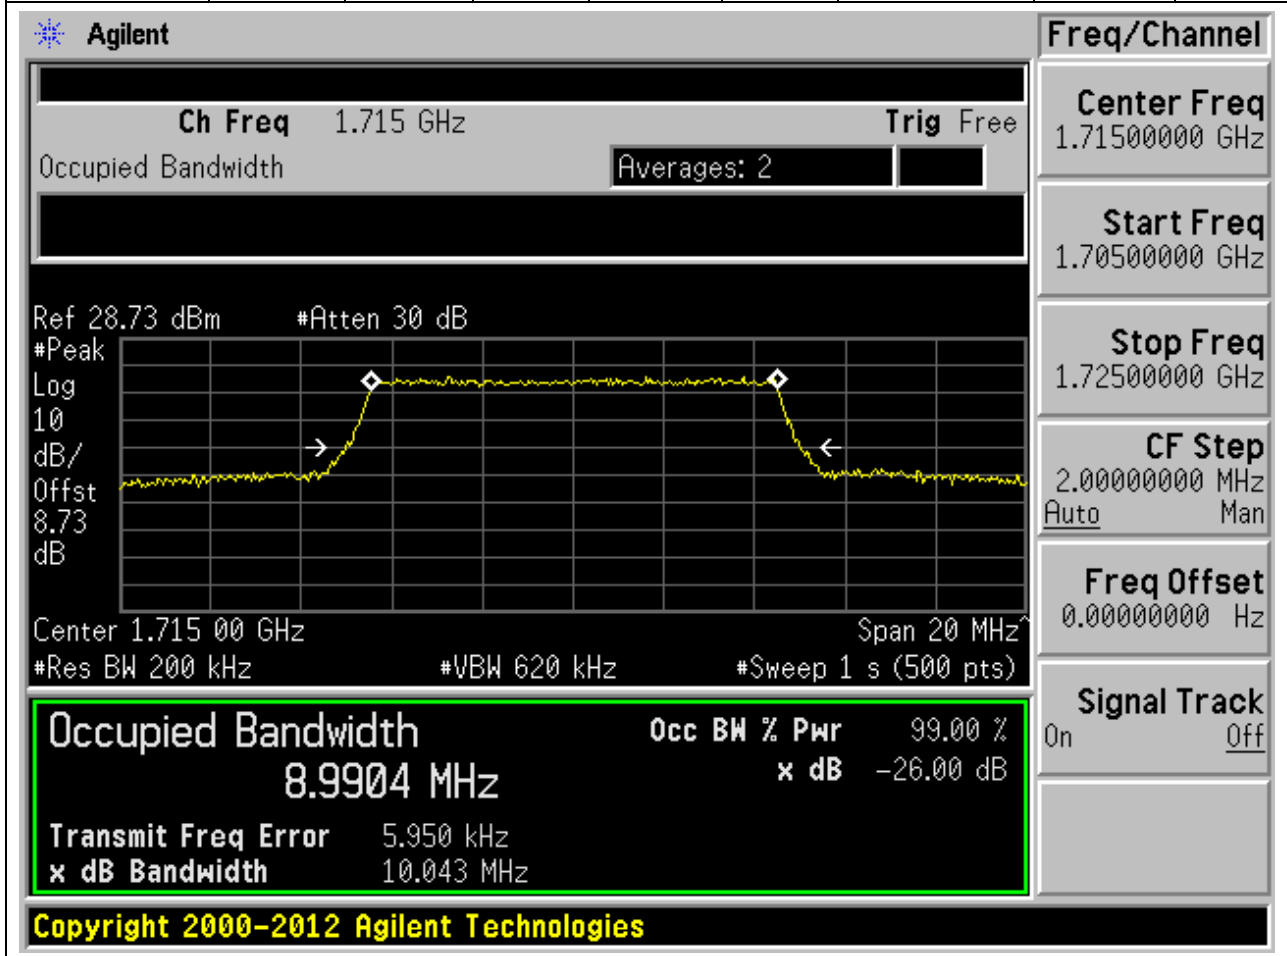 Agilent
Freq/Channel
Ch Freq 1.715 GHz Trig Free
Occupied Bandwidth Averages: 2
Center Freq
1.71500000 GHz
Start Freq
1.70500000 GHz
Stop Freq
1.72500000 GHz
CF Step
2.00000000 MHz
Auto Man
Freq Offset
0.00000000 Hz
Signal Track
On Off
Ref 28.73 dBm #Atten 30 dB
#Peak
Log
10
dB/
Offst
8.73
dB
Center 1.715 00 GHz Span 20 MHz^
#Res BW 200 kHz #VBW 620 kHz #Sweep 1 s (500 pts)
Occupied Bandwidth Occ BW % Pwr 99.00 %
8.9904 MHz x dB -26.00 dB
Transmit Freq Error 5.950 kHz
x dB Bandwidth 10.043 MHz
Copyright 2000-2012 Agilent Technologies